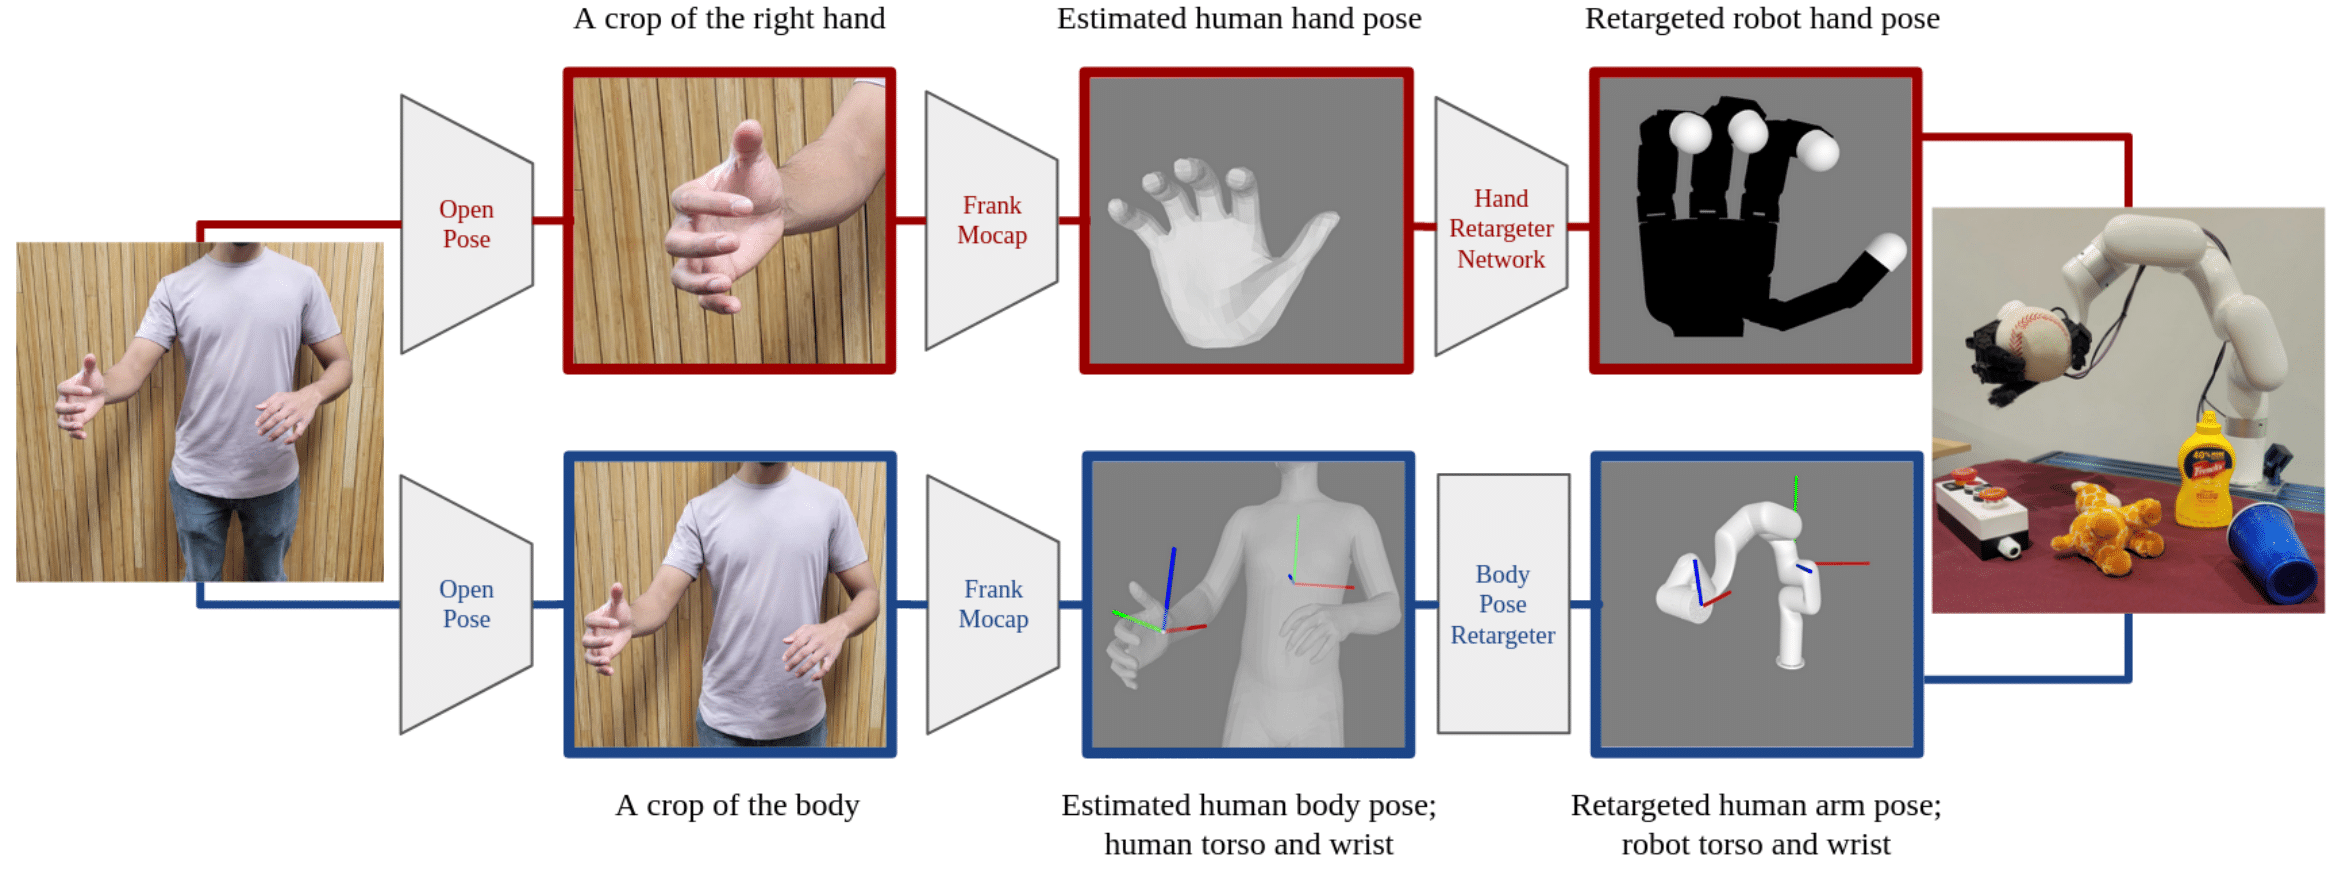 A crop of the right hand
Estimated human hand pose
Retargeted robot hand pose
Open
Pose
Frank
Mocap
Hand
Retargeter
Network
Open
Pose
Frank
Mocap
Body
Pose
Retargeter
A crop of the body
Estimated human body pose;
human torso and wrist
Retargeted human arm pose;
robot torso and wrist